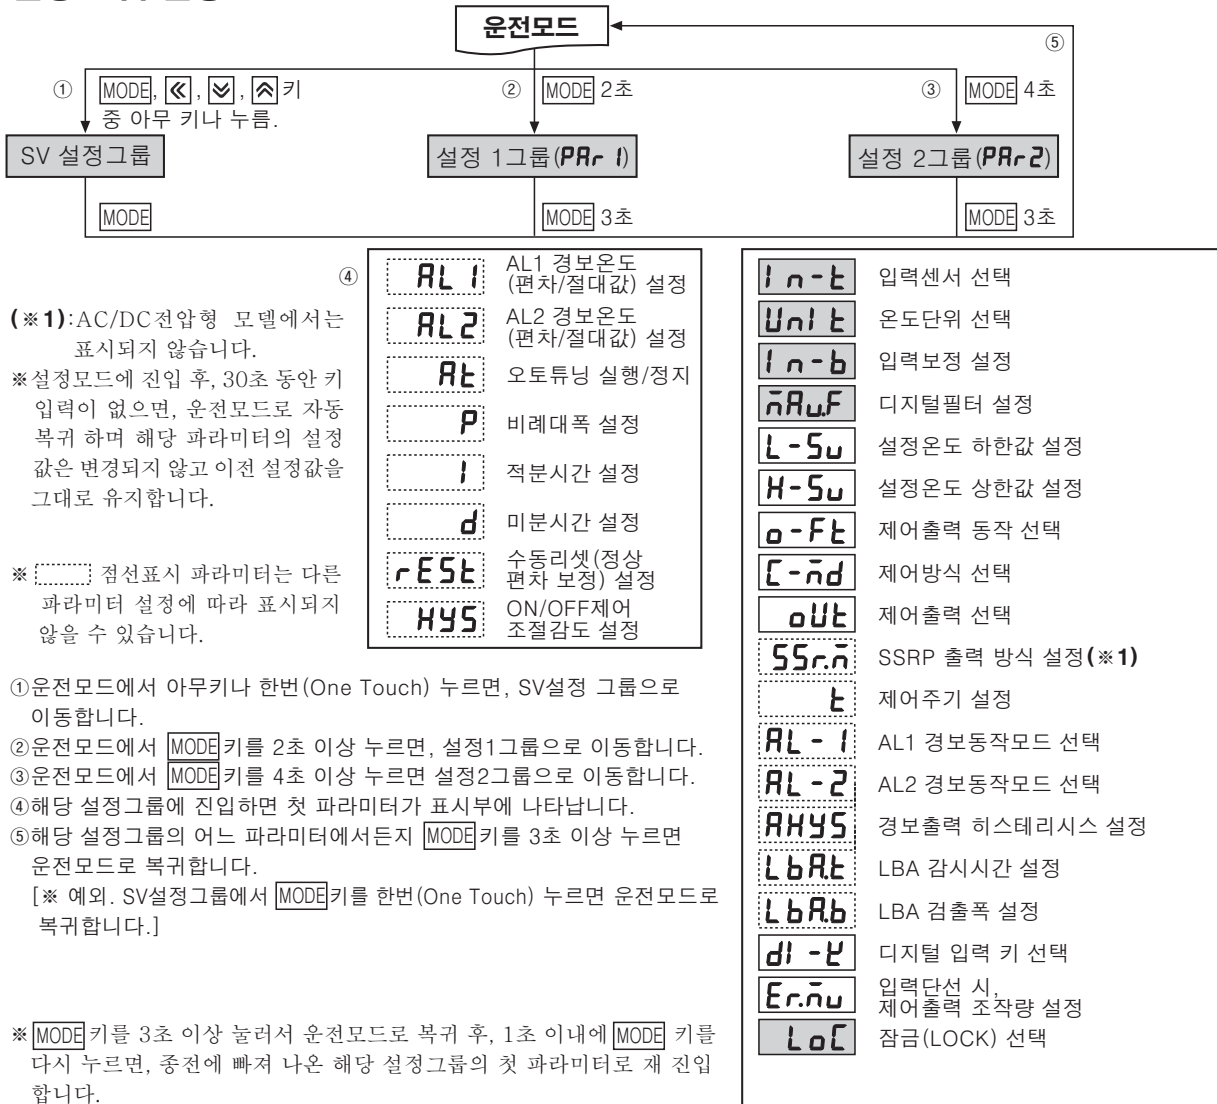 운전모드
⑤
① MODE, ≪, ⌄, ⌃ 키
중 아무 키나 누름.
② MODE 2초
③ MODE 4초
SV 설정그룹
설정 1그룹(PAr 1)
설정 2그룹(PAr2)
MODE
MODE 3초
MODE 3초
④
AL1 AL1 경보온도
(편차/절대값) 설정
AL2 AL2 경보온도
(편차/절대값) 설정
At 오토튜닝 실행/정지
P 비례대폭 설정
I 적분시간 설정
d 미분시간 설정
rESt 수동리셋(정상
편차 보정) 설정
HYS ON/OFF제어
조절감도 설정
(※1):AC/DC전압형 모델에서는
표시되지 않습니다.
※설정모드에 진입 후, 30초 동안 키
입력이 없으면, 운전모드로 자동
복귀 하며 해당 파라미터의 설정
값은 변경되지 않고 이전 설정값을
그대로 유지합니다.
※ 점선표시 파라미터는 다른
파라미터 설정에 따라 표시되지
않을 수 있습니다.
In-t 입력센서 선택
UnIt 온도단위 선택
In-b 입력보정 설정
mAu.F 디지털필터 설정
L-Su 설정온도 하한값 설정
H-Su 설정온도 상한값 설정
o-Ft 제어출력 동작 선택
C-md 제어방식 선택
oUt 제어출력 선택
SSr.m SSRP 출력 방식 설정(※1)
t 제어주기 설정
AL-1 AL1 경보동작모드 선택
AL-2 AL2 경보동작모드 선택
AHYS 경보출력 히스테리시스 설정
LbA.t LBA 감시시간 설정
LbA.b LBA 검출폭 설정
dI-K 디지털 입력 키 선택
Er.mu 입력단선 시,
제어출력 조작량 설정
LoC 잠금(LOCK) 선택
①운전모드에서 아무키나 한번(One Touch) 누르면, SV설정 그룹으로
이동합니다.
②운전모드에서 MODE키를 2초 이상 누르면, 설정1그룹으로 이동합니다.
③운전모드에서 MODE키를 4초 이상 누르면 설정2그룹으로 이동합니다.
④해당 설정그룹에 진입하면 첫 파라미터가 표시부에 나타납니다.
⑤해당 설정그룹의 어느 파라미터에서든지 MODE키를 3초 이상 누르면
운전모드로 복귀합니다.
[※ 예외. SV설정그룹에서 MODE키를 한번(One Touch) 누르면 운전모드로
복귀합니다.]
※MODE키를 3초 이상 눌러서 운전모드로 복귀 후, 1초 이내에 MODE 키를
다시 누르면, 종전에 빠져 나온 해당 설정그룹의 첫 파라미터로 재 진입
합니다.